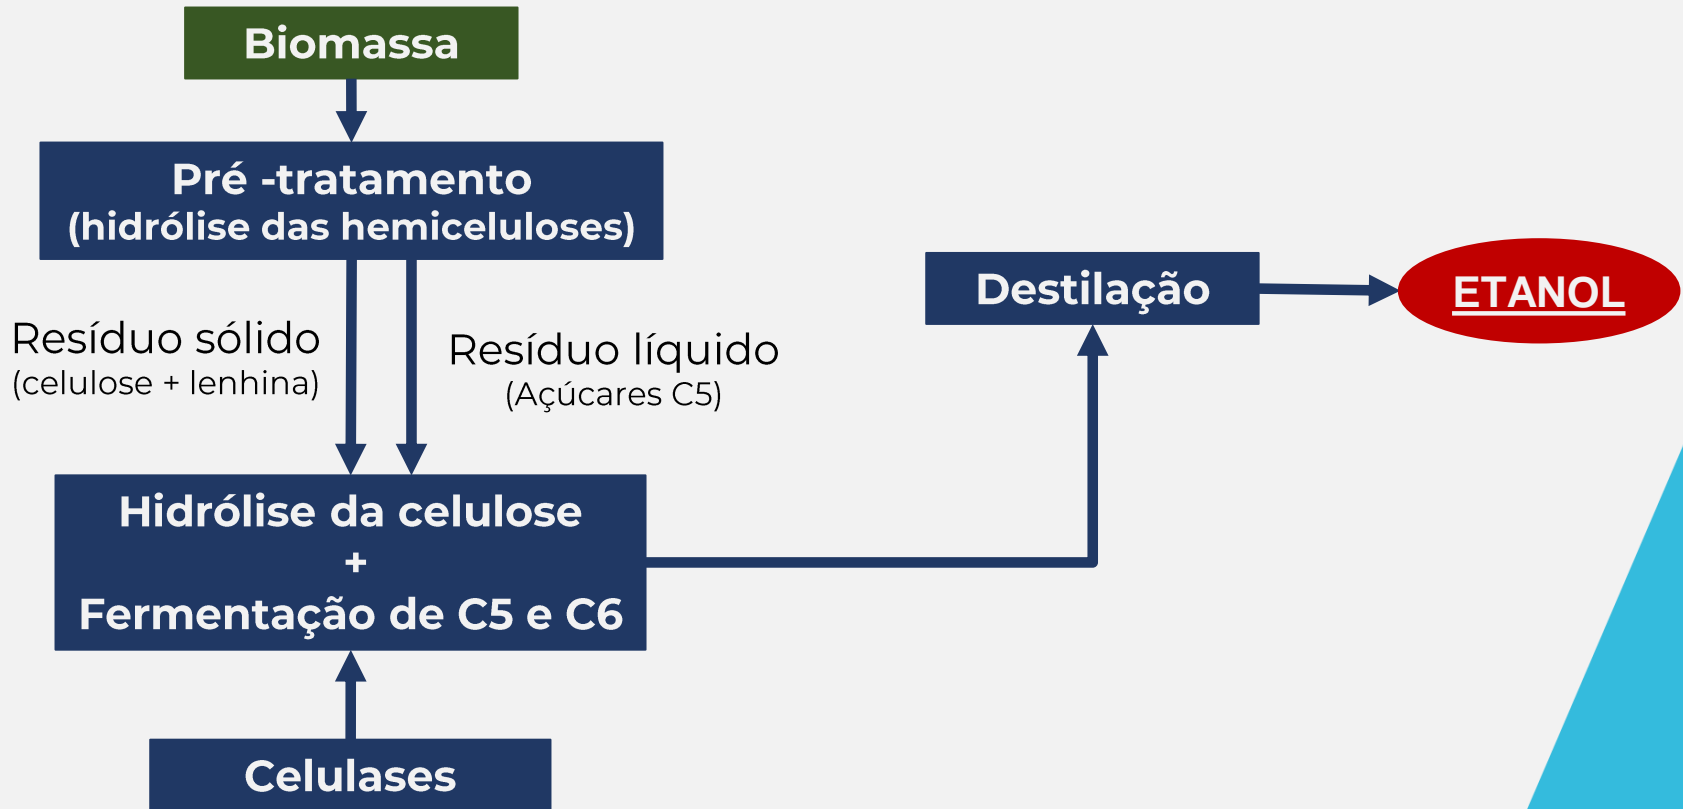 Biomassa
Pré -tratamento
(hidrólise das hemiceluloses)
Resíduo sólido
(celulose + lenhina)
Resíduo líquido
(Açúcares C5)
Hidrólise da celulose
+
Fermentação de C5 e C6
Celulases
Destilação
ETANOL